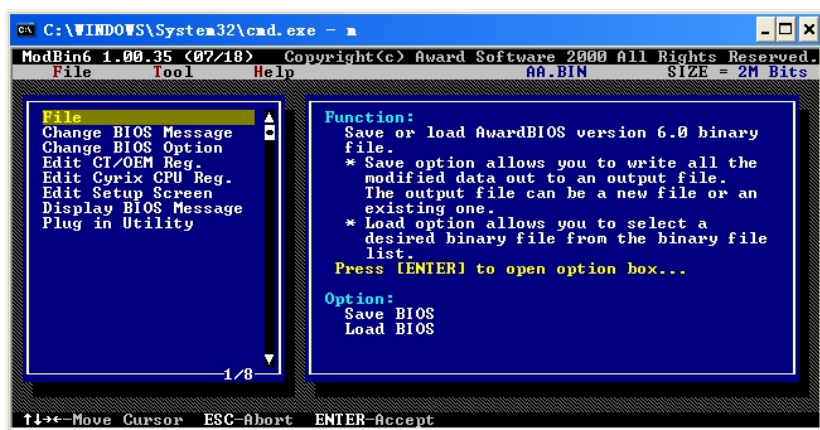 C:\WINDOWS\System32\cmd.exe - m
ModBin6 1.00.35 (07/18) Copyright(c) Award Software 2000 All Rights Reserved.
File Tool Help AA.BIN SIZE = 2M Bits
File
Change BIOS Message
Change BIOS Option
Edit CT/OEM Reg.
Edit Cyrix CPU Reg.
Edit Setup Screen
Display BIOS Message
Plug in Utility
1/8
Function:
Save or load AwardBIOS version 6.0 binary
file.
* Save option allows you to write all the
modified data out to an output file.
The output file can be a new file or an
existing one.
* Load option allows you to select a
desired binary file from the binary file
list.
Press [ENTER] to open option box...
Option:
Save BIOS
Load BIOS
↑↓→←-Move Cursor ESC-Abort ENTER-Accept